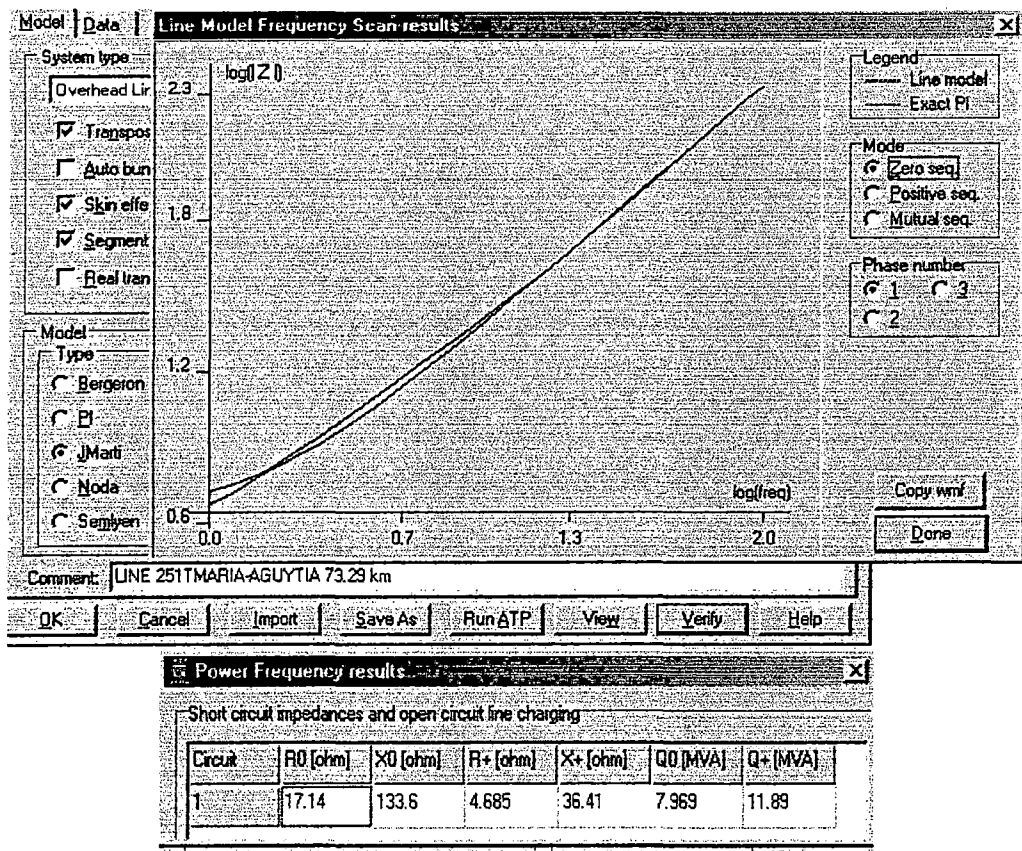 Model
Data
Line Model Frequency Scan results
System type
Overhead Lin
Transpos
Auto bun
Skin effe
Segment
Real tran
Model
Type
Bergeron
PI
JMarti
Noda
Semlyen
log(| Z |)
2.3
1.8
1.2
0.6
0.0
0.7
1.3
2.0
log(freq)
Legend
Line model
Exact PI
Mode
Zero seq.
Positive seq.
Mutual seq.
Phase number
1
3
2
Copy wmf
Done
Comment: LINE 251TMARIA-AGUYTIA 73.29 km
OK
Cancel
Import
Save As
Run ATP
View
Verify
Help
Power Frequency results
Short circuit impedances and open circuit line charging
Circuit R0 [ohm] X0 [ohm] R+ [ohm] X+ [ohm] Q0 [MVA] Q+ [MVA]
1 17.14 133.6 4.685 36.41 7.969 11.89